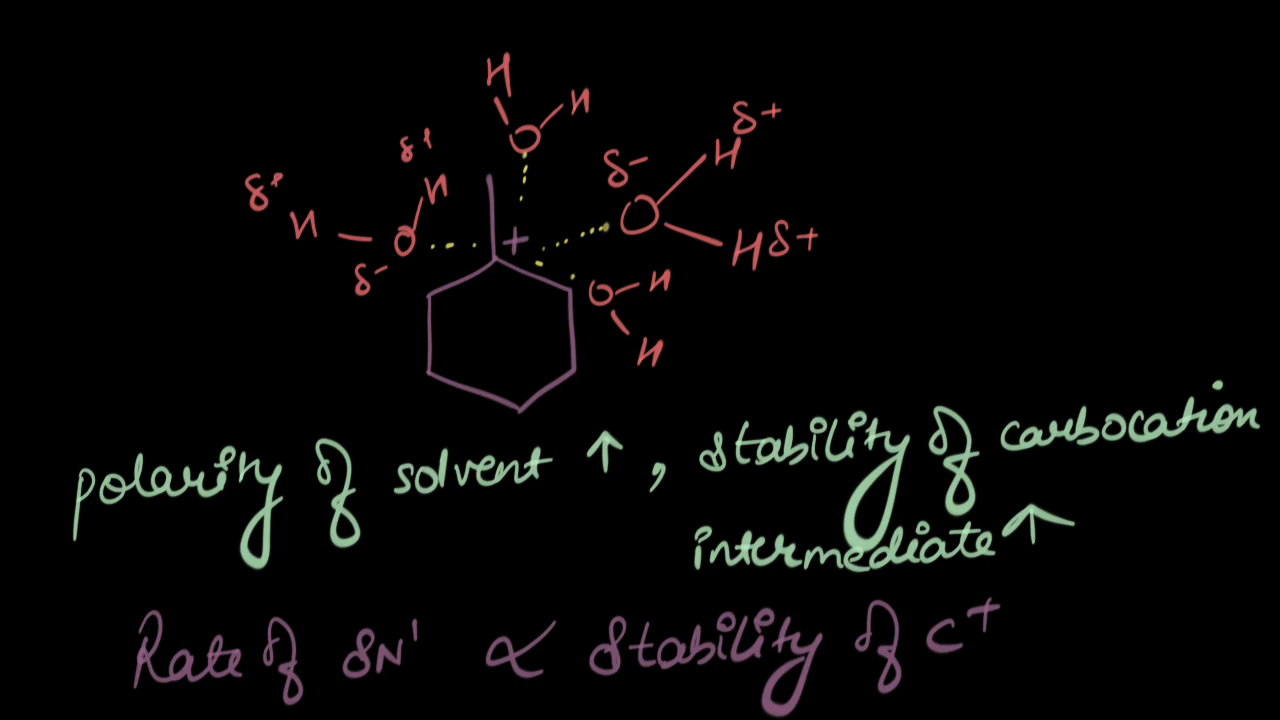 H
H
δ+
δ-
H
δ+
H
δ+
H
O
+
O
H δ+
O
δ-
O H
H
polarity of solvent ↑, stability of carbocation
intermediate ↑
Rate of SN¹ ∝ stability of C⁺